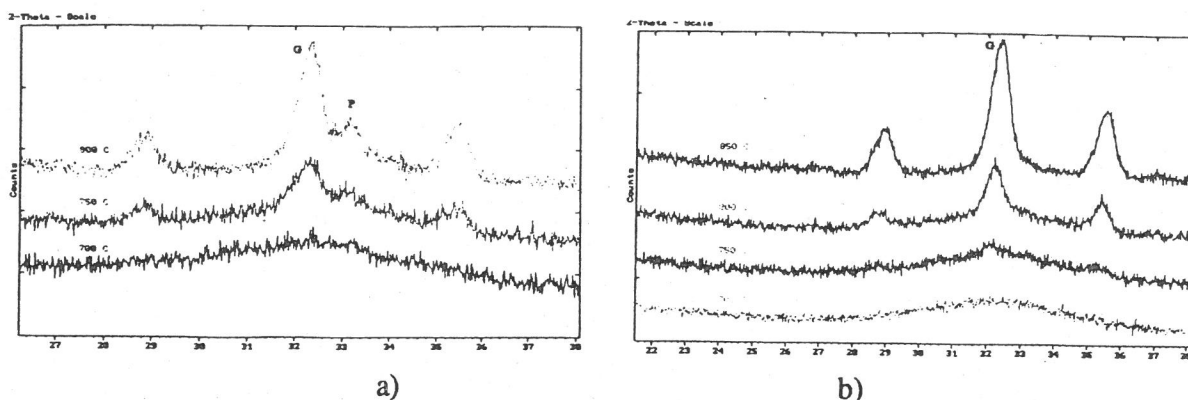 2-Theta - Scale
Counts
G
P
900 C
750 C
700 C
27 29 30 31 32 33 34 35 36 37 38
a)
2-Theta - Scale
Counts
G
850 C
750
22 23 24 25 26 27 28 29 30 31 32 33 34 35 36 37
b)